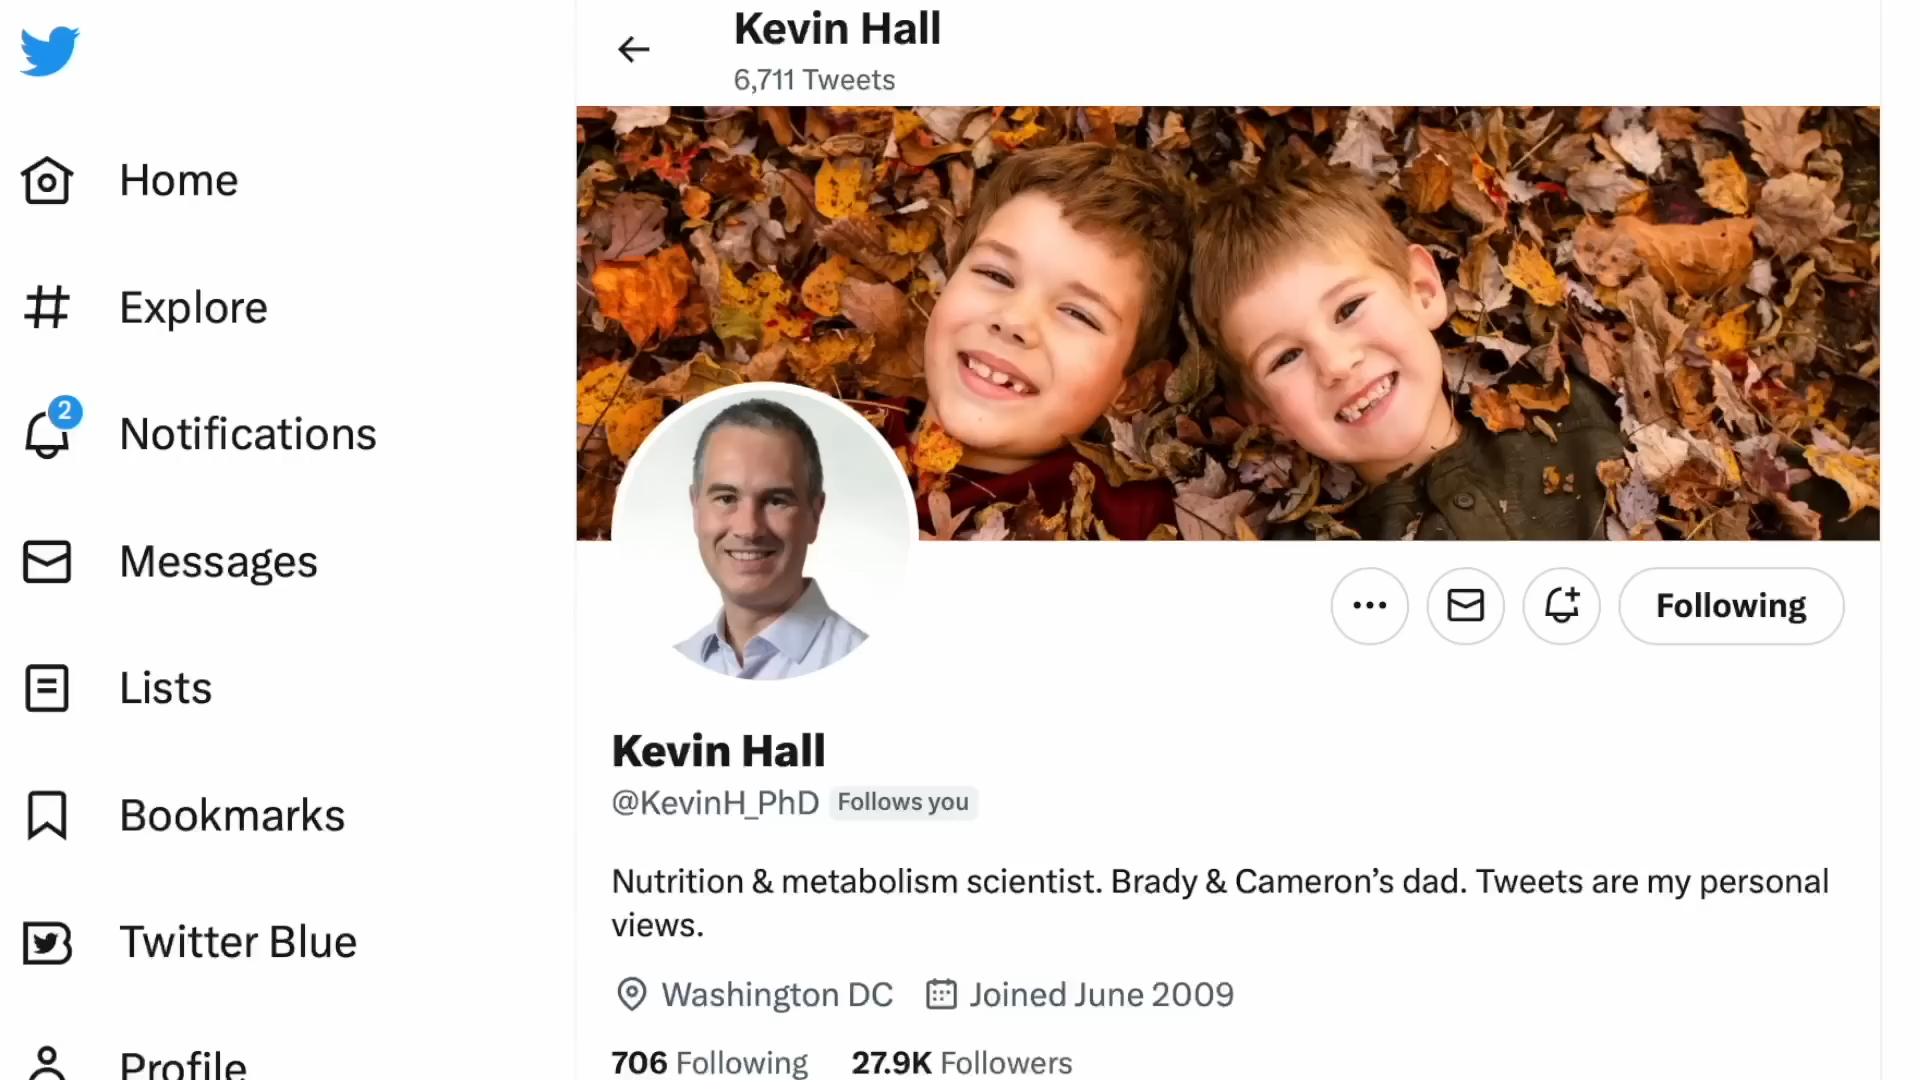 Kevin Hall
6,711 Tweets
Home
Explore
2
Notifications
Messages
Lists
Bookmarks
Twitter Blue
Profile
Following
Kevin Hall
@KevinH_PhD Follows you
Nutrition & metabolism scientist. Brady & Cameron’s dad. Tweets are my personal
views.
Washington DC Joined June 2009
706 Following 27.9K Followers